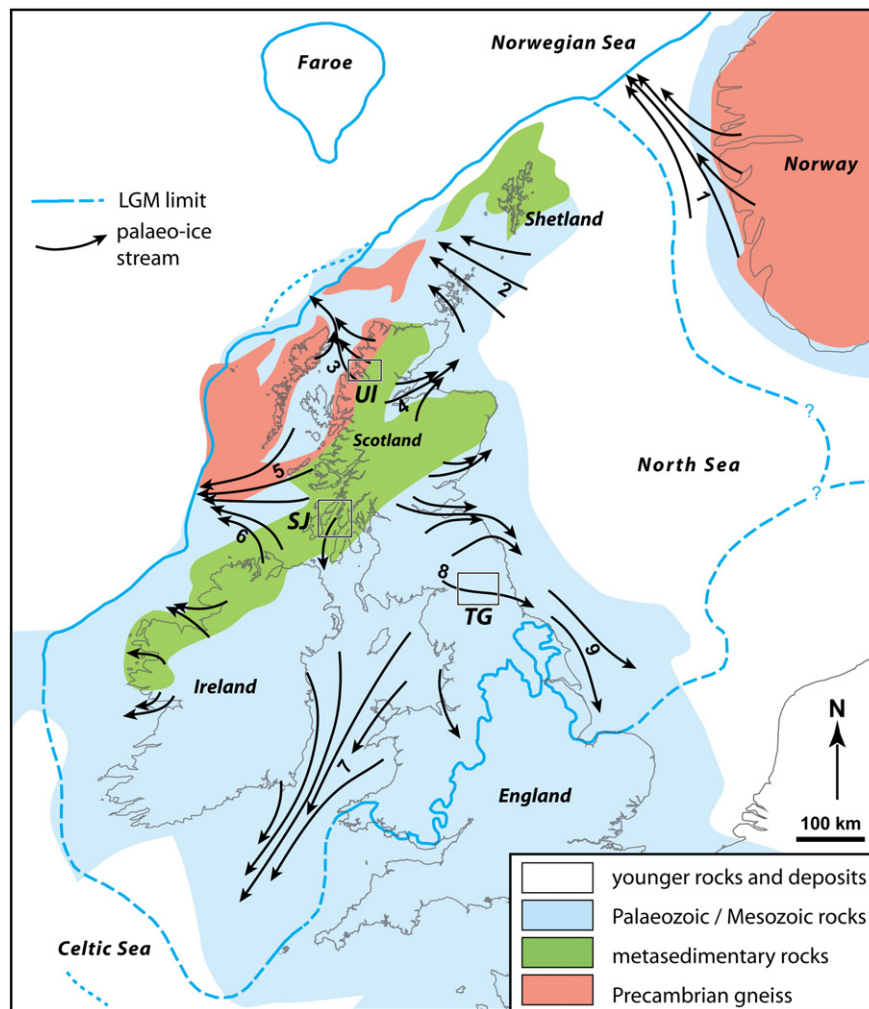 Norwegian Sea
Faroe
Norway
LGM limit
palaeo-ice
stream
Shetland
1
2
3
UI
4
Scotland
?
North Sea
5
?
SJ
6
8
TG
9
Ireland
N
7
England
100 km
Celtic Sea
younger rocks and deposits
Palaeozoic / Mesozoic rocks
metasedimentary rocks
Precambrian gneiss